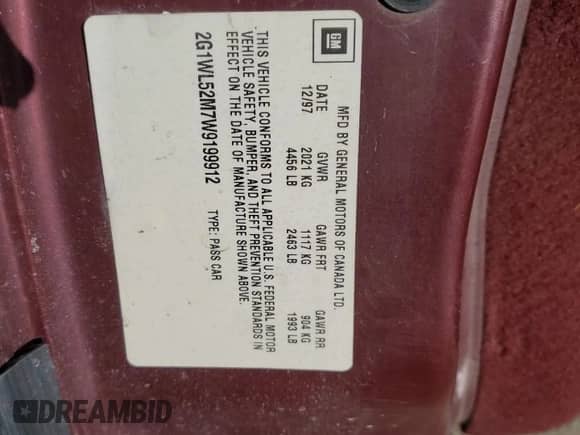 GM
MFD BY GENERAL MOTORS OF CANADA LTD.
DATE GVWR GAWR FRT GAWR RR
12/97 2021 KG 1117 KG 904 KG
4456 LB 2463 LB 1993 LB
THIS VEHICLE CONFORMS TO ALL APPLICABLE U.S. FEDERAL MOTOR
VEHICLE SAFETY, BUMPER, AND THEFT PREVENTION STANDARDS IN
EFFECT ON THE DATE OF MANUFACTURE SHOWN ABOVE.
2G1WL52M7W9199912 TYPE: PASS CAR
DREAMBID